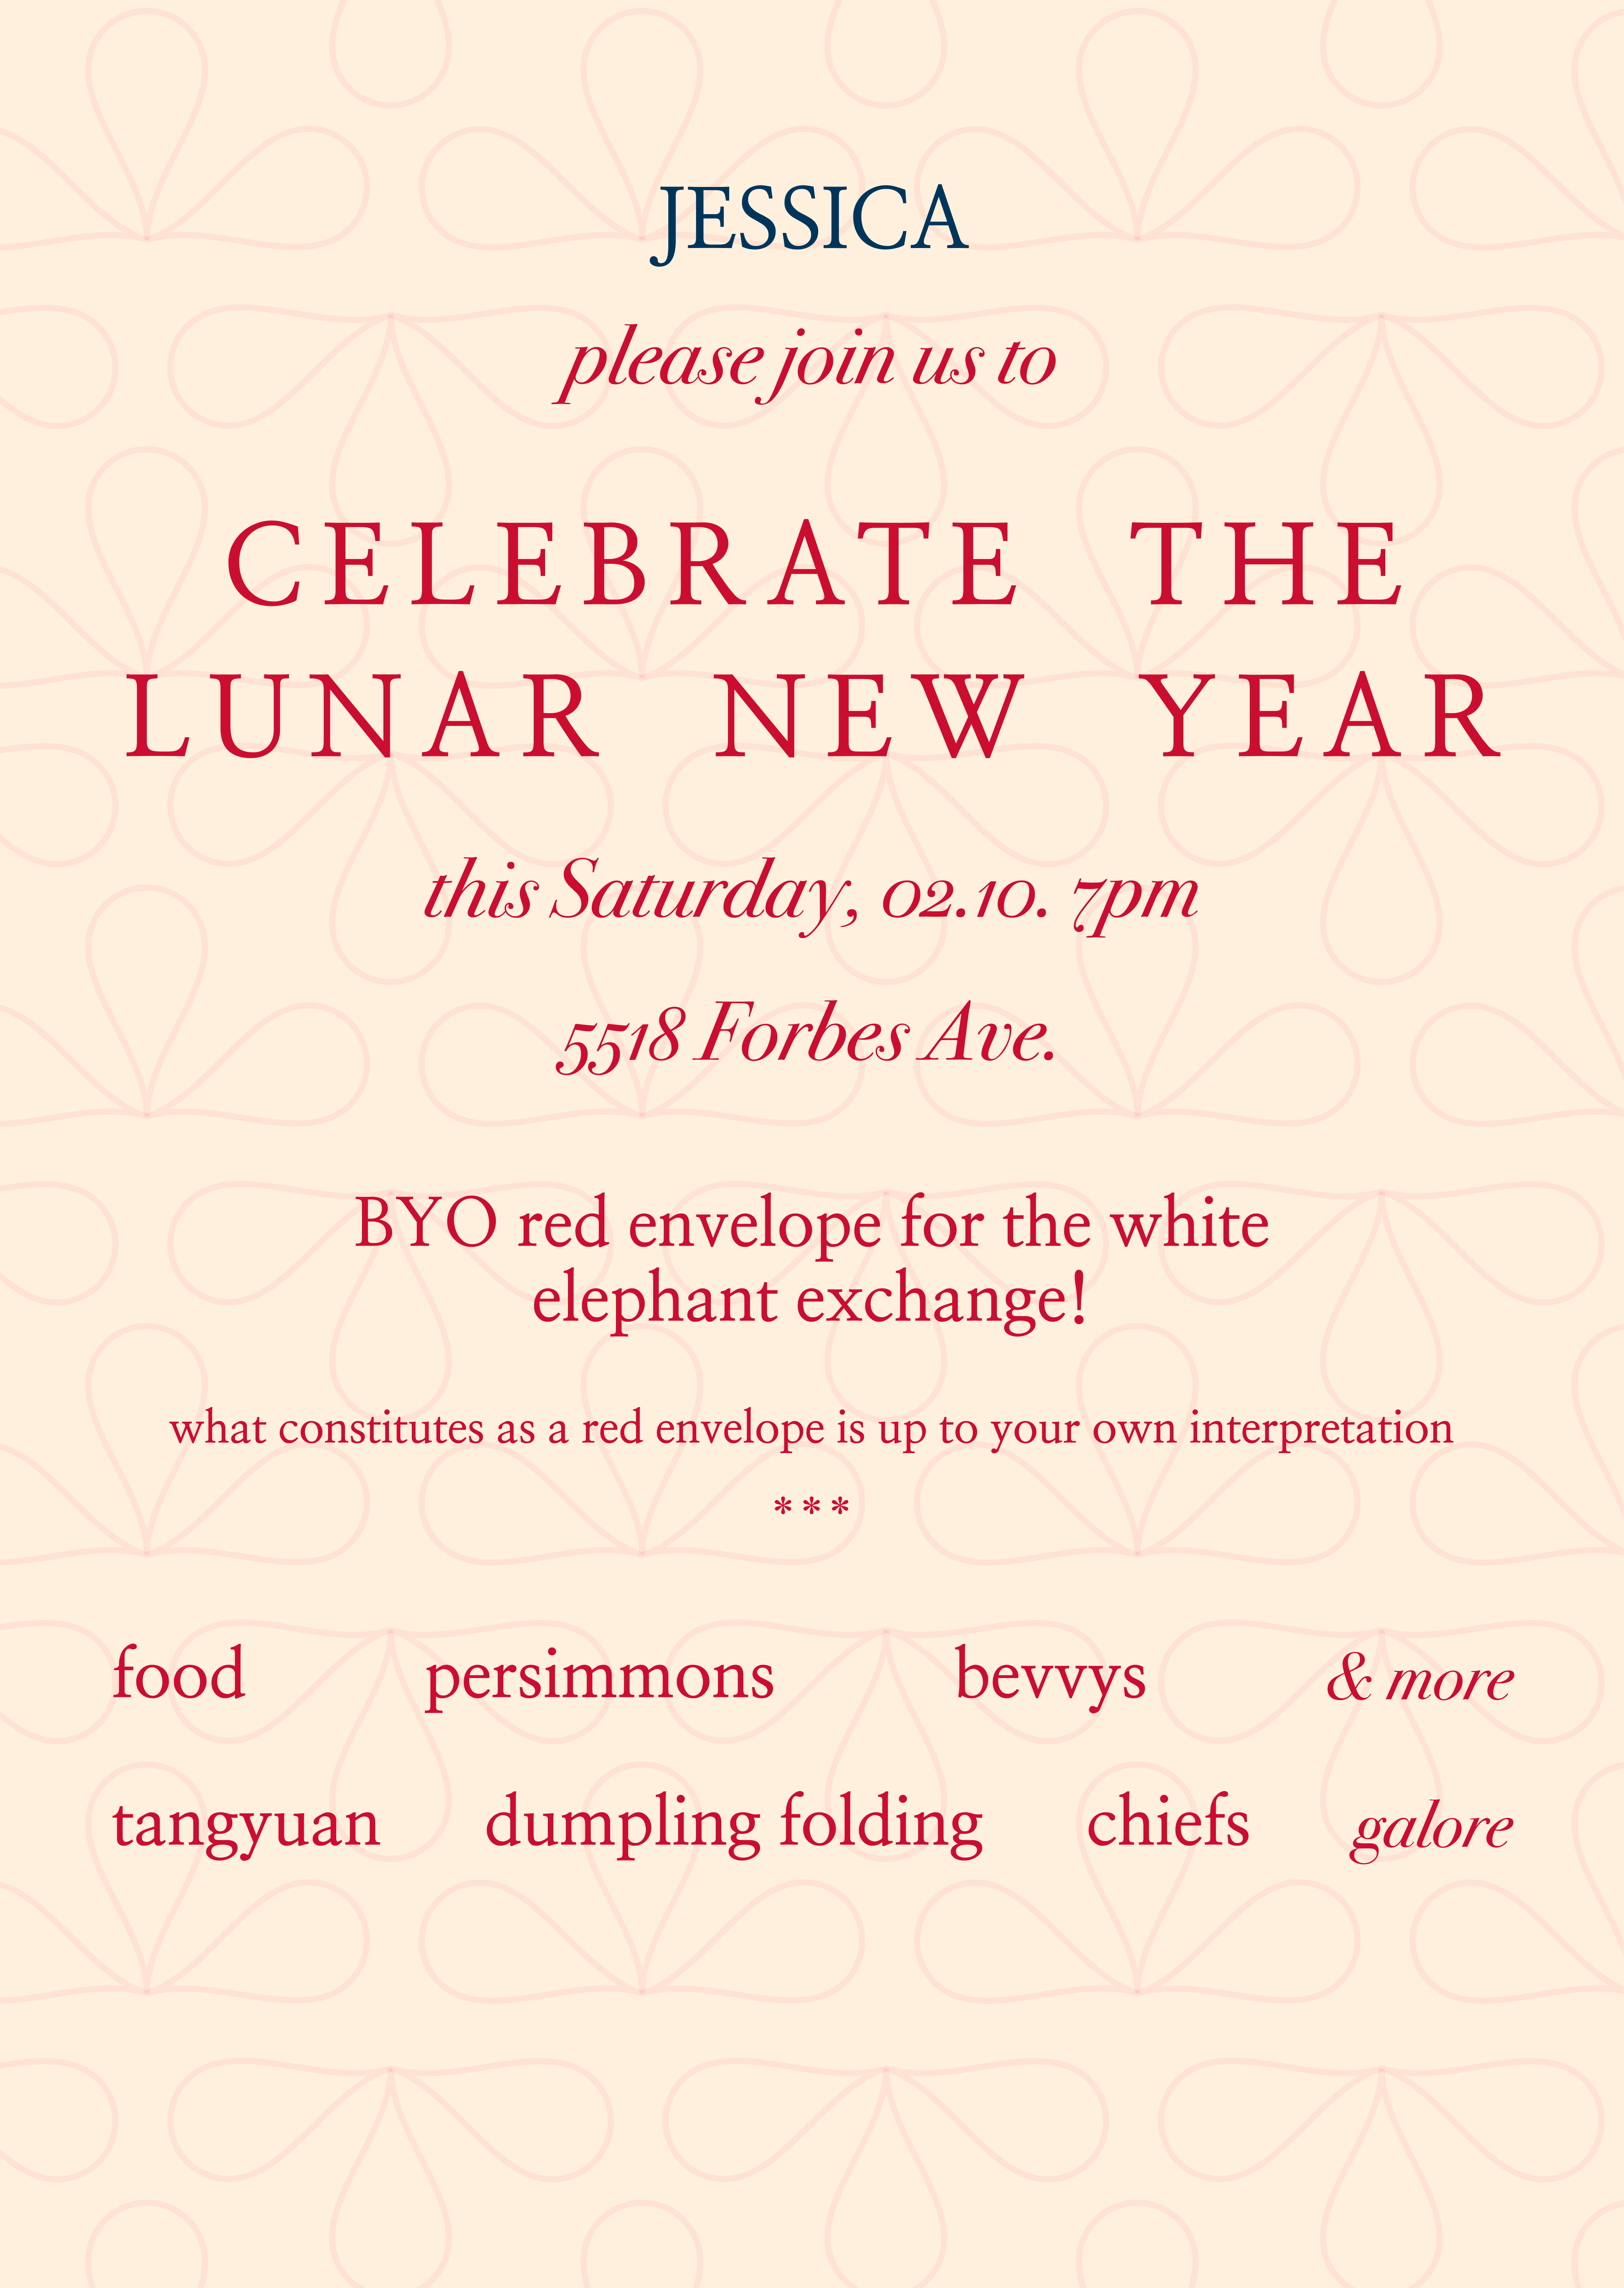 JESSICA
please join us to
CELEBRATE THE
LUNAR NEW YEAR
this Saturday, 02.10. 7pm
5518 Forbes Ave.
BYO red envelope for the white
elephant exchange!
what constitutes as a red envelope is up to your own interpretation
***
food persimmons bevvys & more
tangyuan dumpling folding chiefs galore